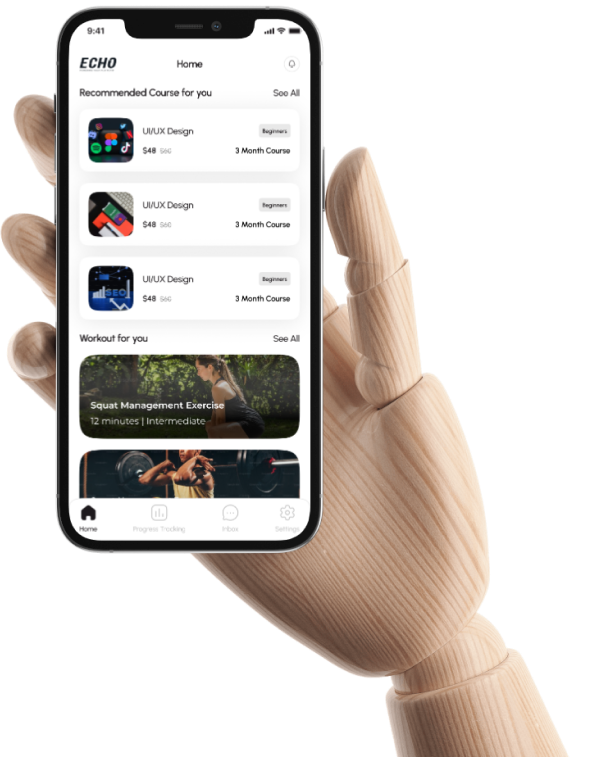 9:41
ECHO
Home
Recommended Course for you
See All
UI/UX Design
Beginners
$48 $60
3 Month Course
UI/UX Design
Beginners
$48 $60
3 Month Course
SEO
UI/UX Design
Beginners
$48 $60
3 Month Course
Workout for you
See All
Squat Management Exercise
12 minutes | Intermediate
Home
Progress Tracking
Inbox
Settings